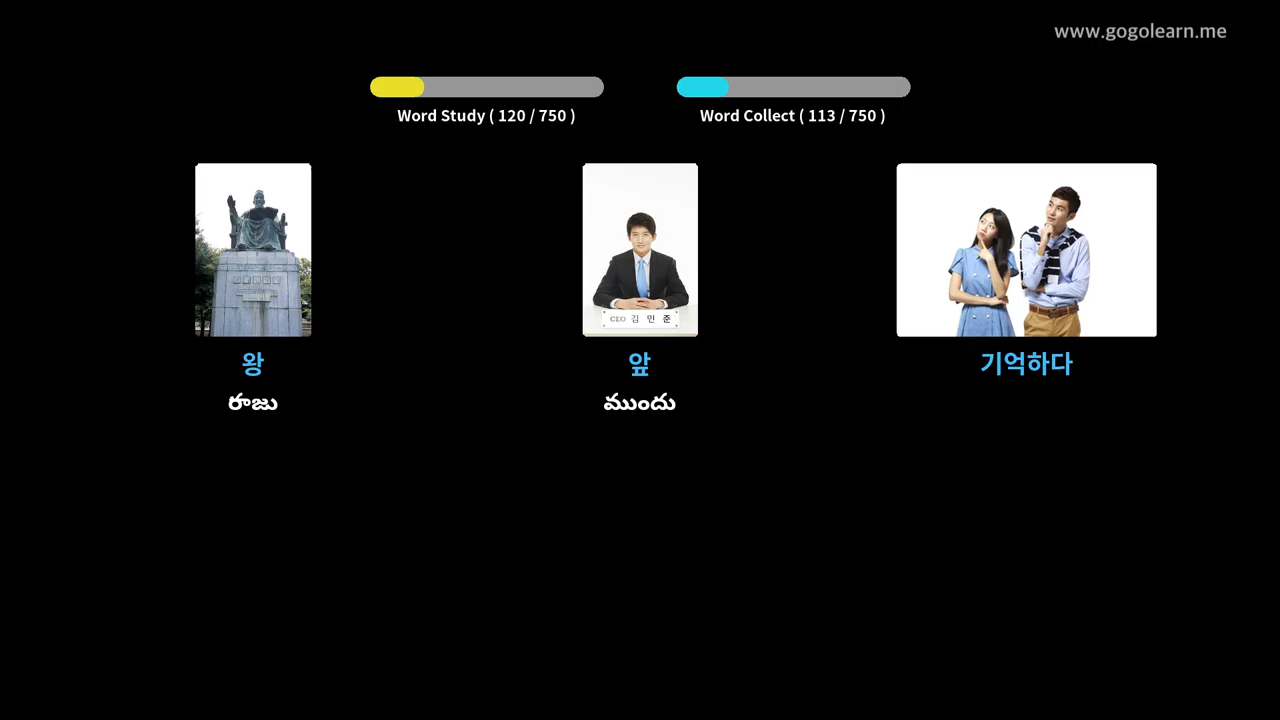 www.gogolearn.me
Word Study ( 120 / 750 )
Word Collect ( 113 / 750 )
CEO 김 민 준
왕
앞
기억하다
రాజు
ముందు